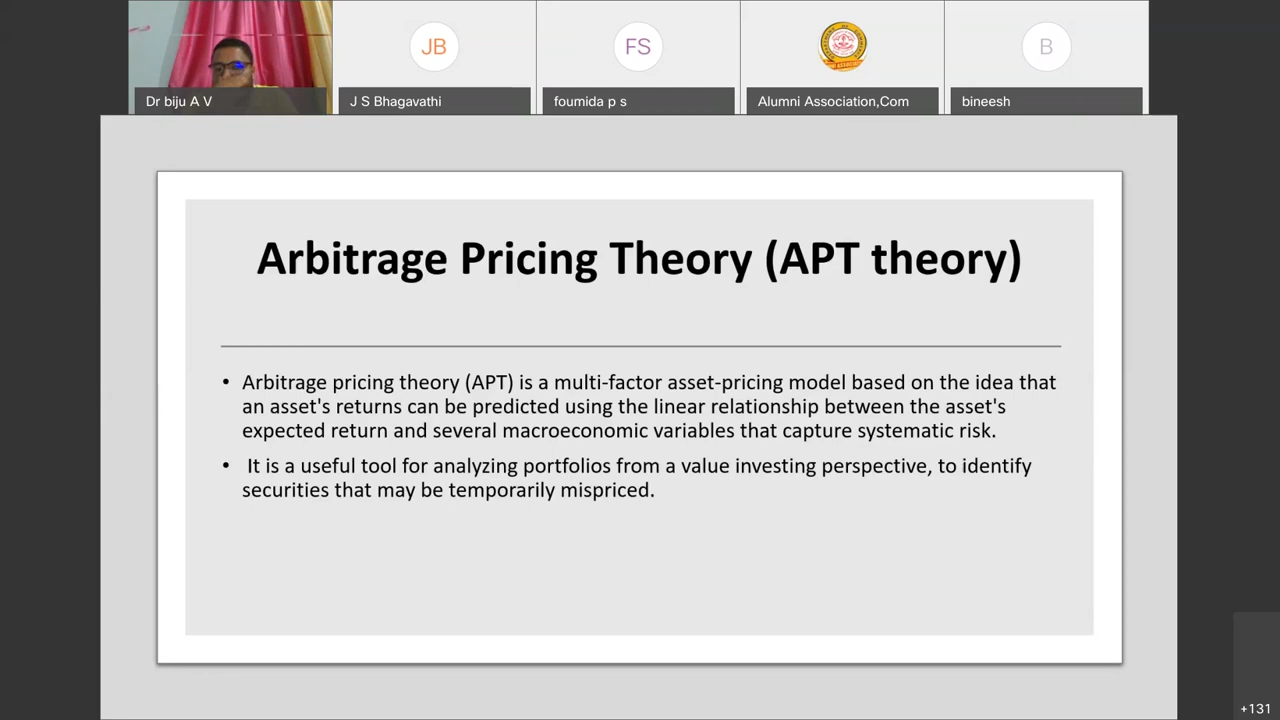 JB
FS
B
Dr biju A V
J S Bhagavathi
foumida p s
Alumni Association,Com
bineesh
Arbitrage Pricing Theory (APT theory)
• Arbitrage pricing theory (APT) is a multi-factor asset-pricing model based on the idea that
an asset's returns can be predicted using the linear relationship between the asset's
expected return and several macroeconomic variables that capture systematic risk.
• It is a useful tool for analyzing portfolios from a value investing perspective, to identify
securities that may be temporarily mispriced.
+131